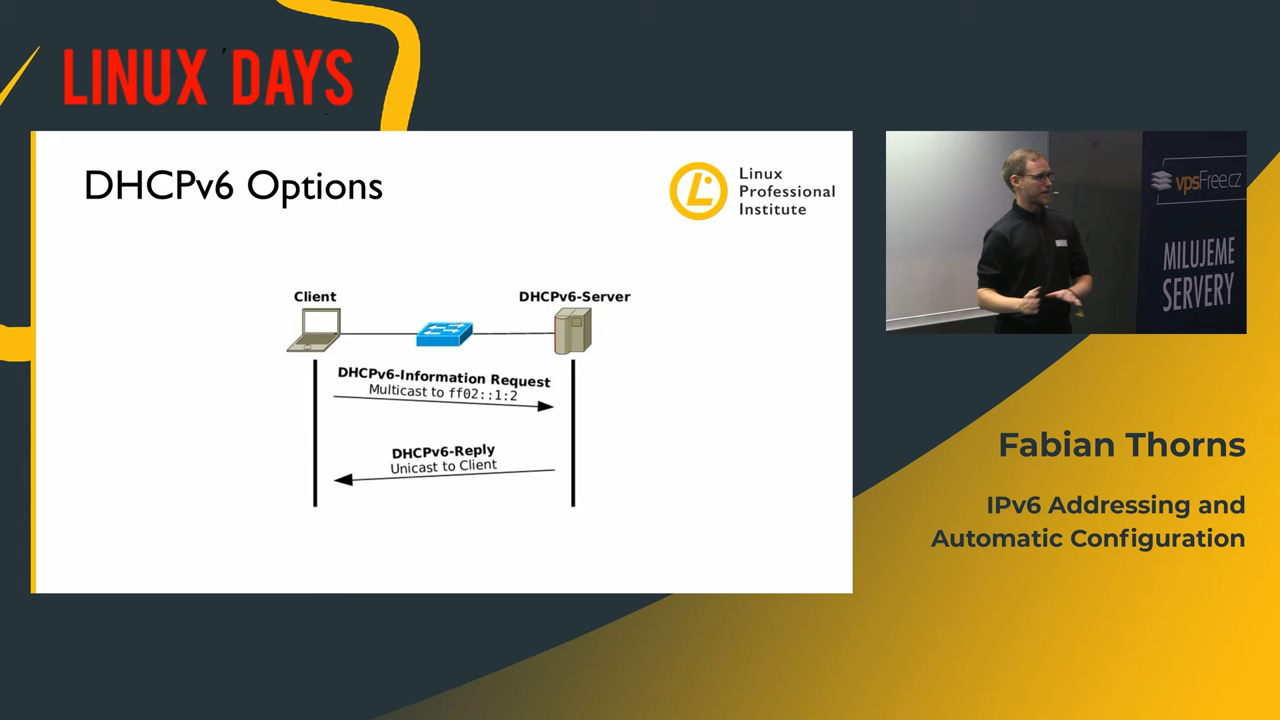 LINUX DAYS
DHCPv6 Options
Linux
Professional
Institute
Client
DHCPv6-Server
DHCPv6-Information Request
Multicast to ff02::1:2
DHCPv6-Reply
Unicast to Client
vpsFree.cz
MILUJEME
SERVERY
Fabian Thorns
IPv6 Addressing and
Automatic Configuration